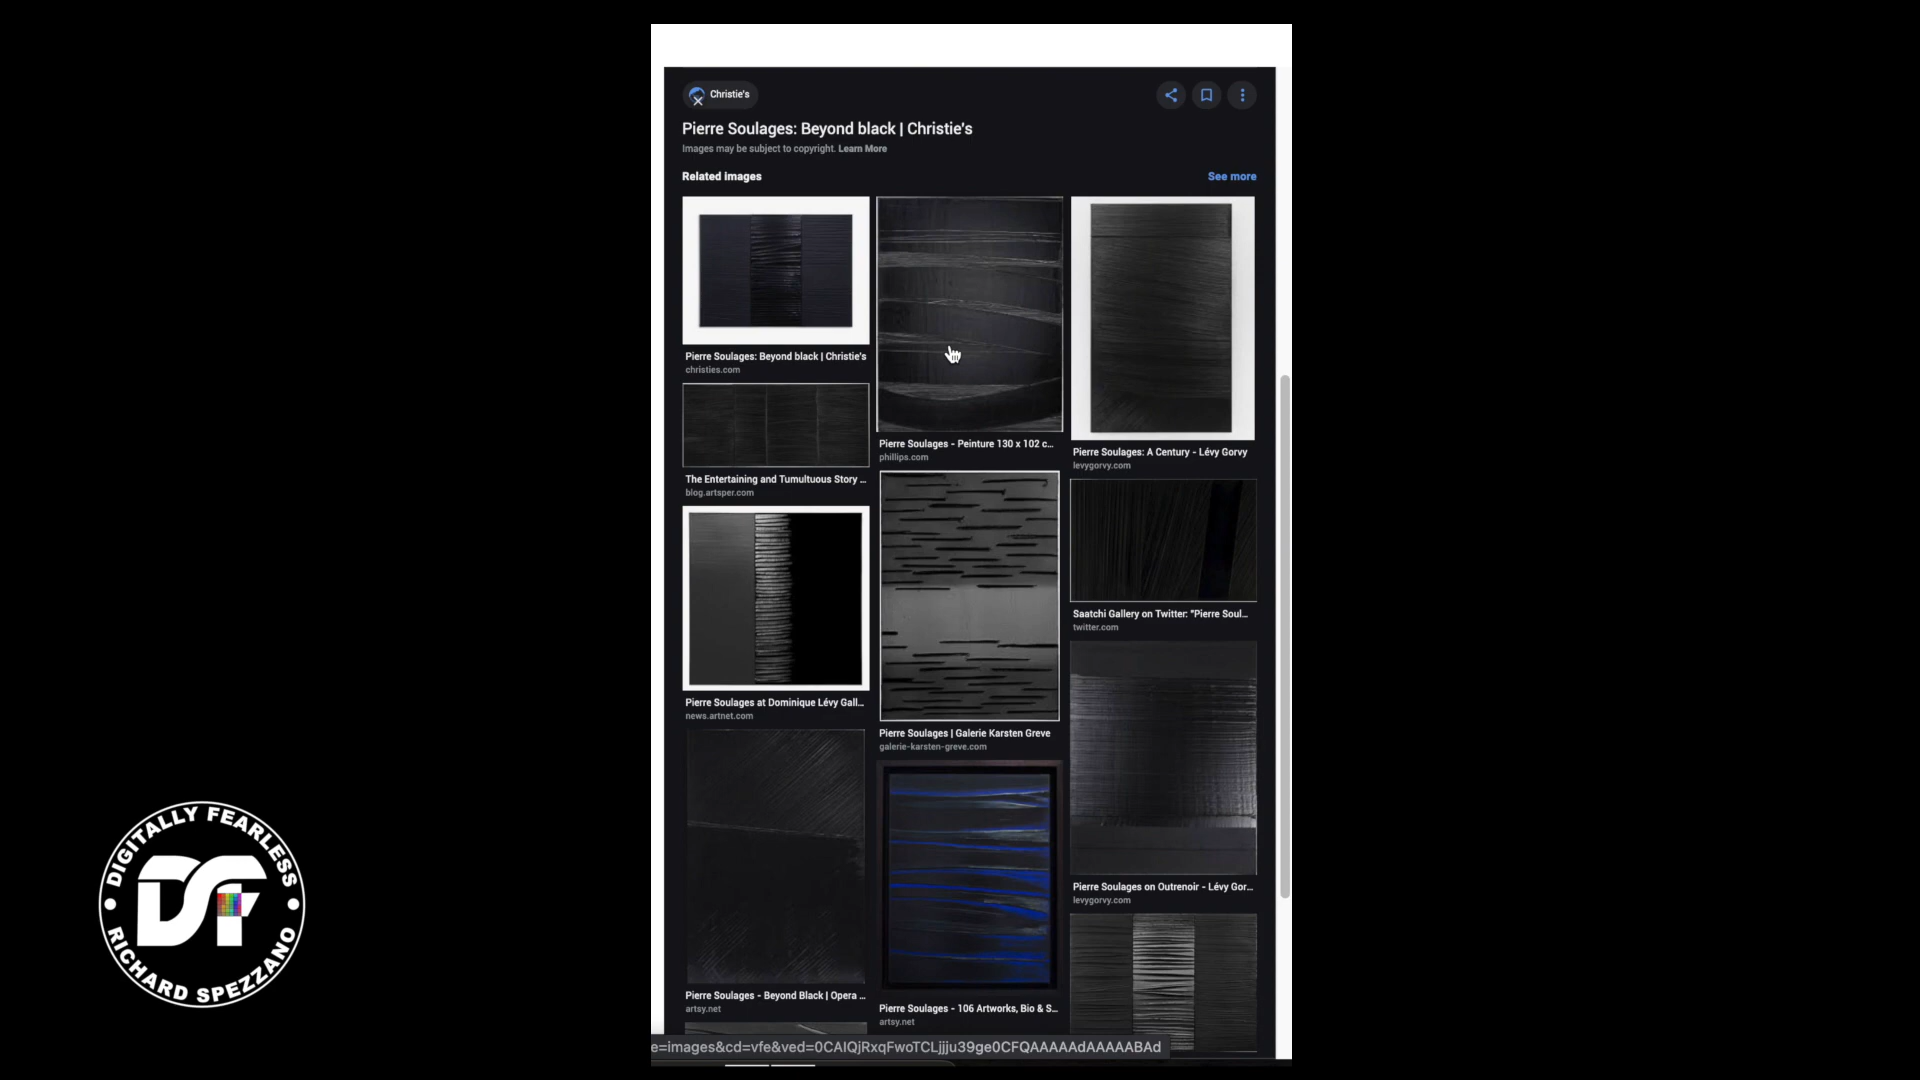 Christie's
Pierre Soulages: Beyond black | Christie's
Images may be subject to copyright. Learn More
Related images
See more
Pierre Soulages: Beyond black | Christie's
christies.com
Pierre Soulages - Peinture 130 x 102 c...
phillips.com
Pierre Soulages: A Century - Lévy Gorvy
levygorvy.com
The Entertaining and Tumultuous Story ...
blog.artsper.com
Saatchi Gallery on Twitter: "Pierre Soul...
twitter.com
Pierre Soulages at Dominique Lévy Gall...
news.artnet.com
Pierre Soulages | Galerie Karsten Greve
galerie-karsten-greve.com
Pierre Soulages on Outrenoir - Lévy Gor...
levygorvy.com
Pierre Soulages - Beyond Black | Opera ...
artsy.net
Pierre Soulages - 106 Artworks, Bio & S...
artsy.net
e=images&cd=vfe&ved=0CAIQjRxqFwoTCLjjju39ge0CFQAAAAAdAAAAABAd
DIGITALLY FEARLESS
DF
RICHARD SPEZZANO